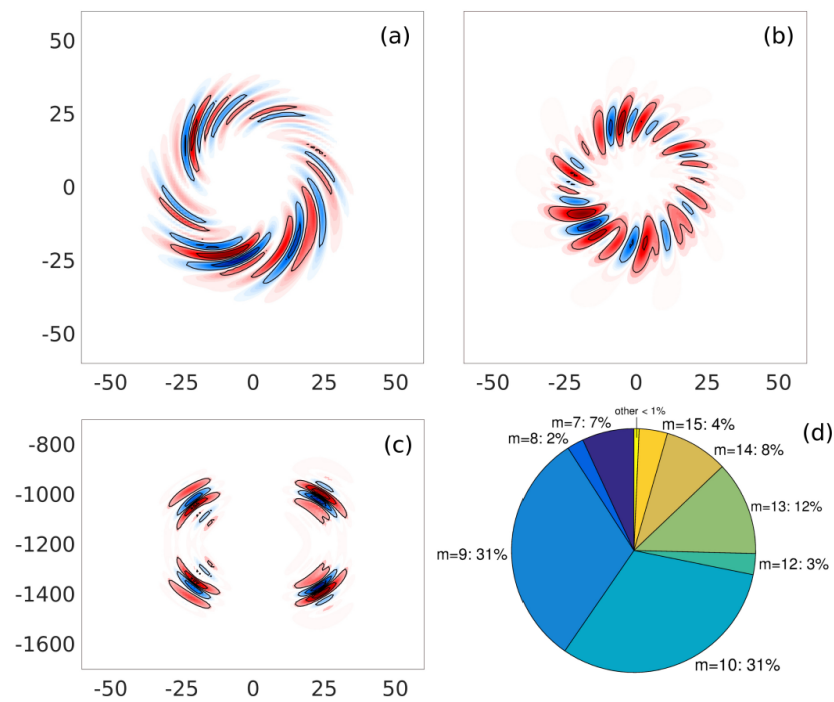 (a)
50
25
0
-25
-50
-50 -25 0 25 50
(b)
-50 -25 0 25 50
(c)
-800
-1000
-1200
-1400
-1600
-50 -25 0 25 50
(d)
other < 1%
m=7: 7%
m=15: 4%
m=8: 2%
m=14: 8%
m=13: 12%
m=9: 31%
m=12: 3%
m=10: 31%